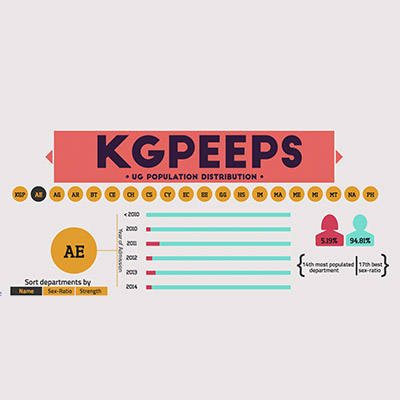 KGPEEPS
• UG POPULATION DISTRIBUTION •
KGP AE AG AR BT CE CH CS CY EC EE GG HS IM MA ME MI MT NA PH
< 2010
2010
2011
2012
2013
2014
Year of Admission
AE
Sort departments by
Name Sex-Ratio Strength
5.19% 94.81%
14th most populated department
17th best sex-ratio